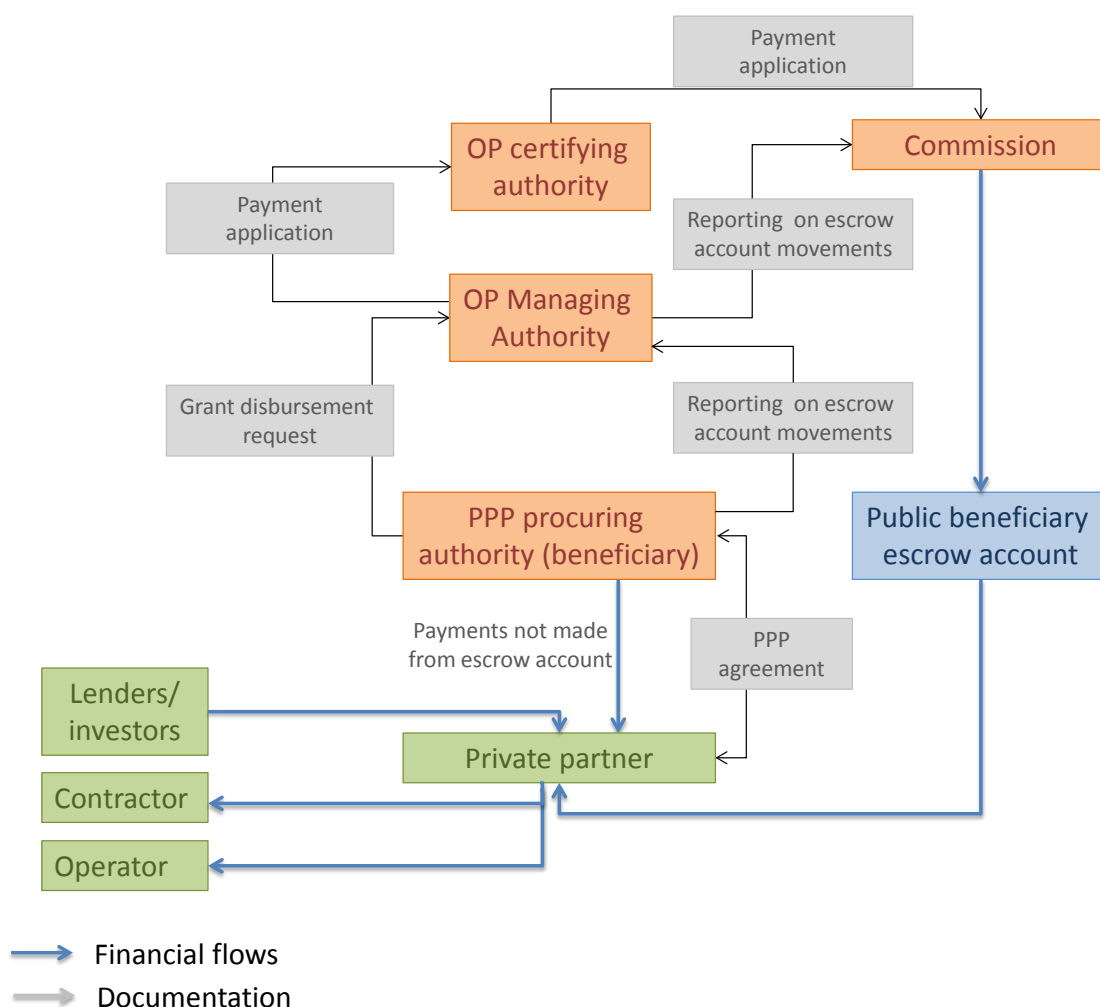 Payment
application
OP certifying
authority
Commission
Payment
application
Reporting on escrow
account movements
OP Managing
Authority
Grant disbursement
request
Reporting on escrow
account movements
PPP procuring
authority (beneficiary)
Public beneficiary
escrow account
Payments not made
from escrow account
PPP
agreement
Lenders/
investors
Private partner
Contractor
Operator
Financial flows
Documentation